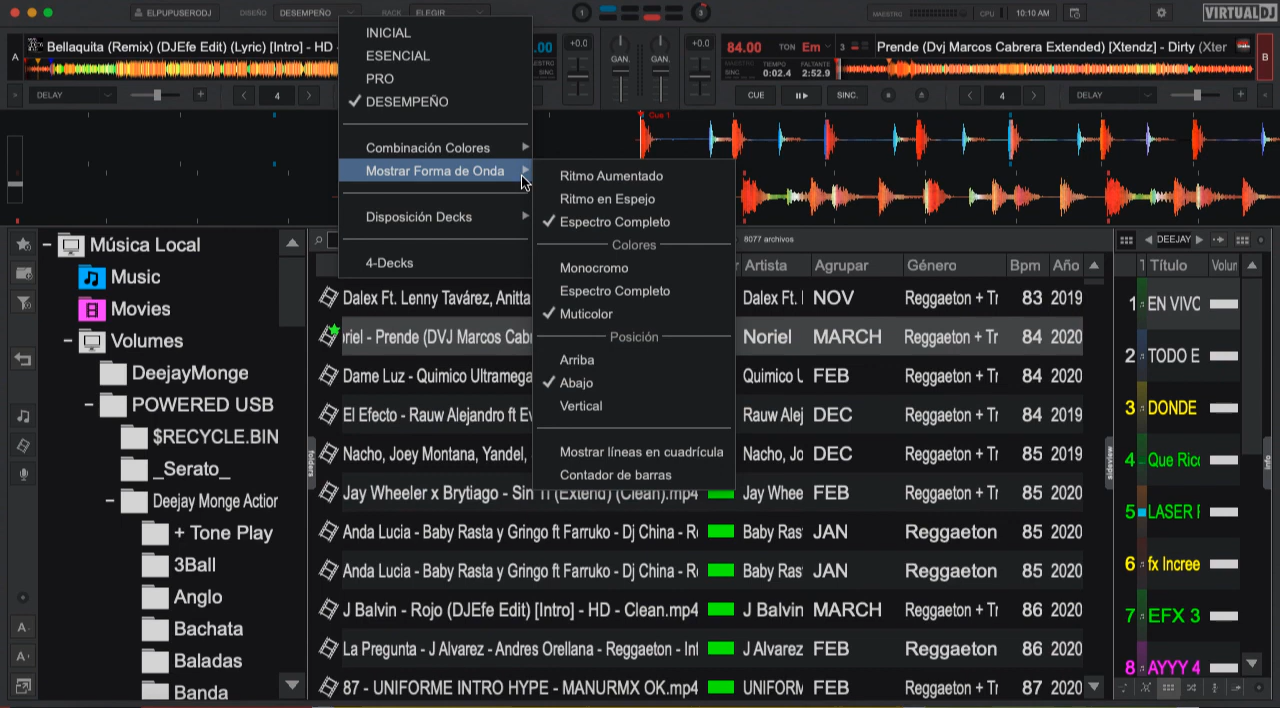 ELPUPUSERODJ
DISEÑO DESEMPEÑO
RACK ELEGIR
1
3
MAESTRO
CPU
10:10 AM
VIRTUALDJ
A
Bellaquita (Remix) (DJEfe Edit) (Lyric) [Intro] - HD -
.00
+0.0
GAN.
GAN.
+0.0
84.00 TON Em 3
MAESTRO
SINC.
TIEMPO
0:02.4
FALTANTE
2:52.9
Prende (Dvj Marcos Cabrera Extended) [Xtendz] - Dirty (Xter
B
DELAY
4
CUE
SINC.
4
DELAY
Cue 1
INICIAL
ESENCIAL
PRO
DESEMPEÑO
Combinación Colores
Mostrar Forma de Onda
Disposición Decks
4-Decks
Ritmo Aumentado
Ritmo en Espejo
Espectro Completo
Colores
Monocromo
Espectro Completo
Muticolor
Posición
Arriba
Abajo
Vertical
Mostrar líneas en cuadrícula
Contador de barras
Música Local
Music
Movies
Volumes
DeejayMonge
POWERED USB
$RECYCLE.BIN
_Serato_
Deejay Monge Actior
+ Tone Play
3Ball
Anglo
Bachata
Baladas
Banda
folders
8077 archivos
Artista Agrupar Género Bpm Año
Dalex Ft. Lenny Tavárez, Anitta Dalex Ft. NOV Reggaeton + Tr 83 2019
oriel - Prende (DVJ Marcos Cabr Noriel MARCH Reggaeton + Tr 84 2020
Dame Luz - Quimico Ultramega Quimico U FEB Reggaeton + Tr 84 2020
El Efecto - Rauw Alejandro ft E Rauw Alej DEC Reggaeton + Tr 84 2019
Nacho, Joey Montana, Yandel, Nacho, Jo DEC Reggaeton + Tr 85 2020
Jay Wheeler x Brytiago - Sin Ti (Extend) (Clean).mp4 Jay Whee FEB Reggaeton + Tr 85 2020
Anda Lucia - Baby Rasta y Gringo ft Farruko - Dj China - Re Baby Ras JAN Reggaeton 85 2020
Anda Lucia - Baby Rasta y Gringo ft Farruko - Dj China - Re Baby Ras JAN Reggaeton 85 2020
J Balvin - Rojo (DJEfe Edit) [Intro] - HD - Clean.mp4 J Balvin MARCH Reggaeton + Tr 86 2020
La Pregunta - J Alvarez - Andres Orellana - Reggaeton - Int J Alvarez FEB Reggaeton + Tr 86 2020
87 - UNIFORME INTRO HYPE - MANURMX OK.mp4 UNIFORM FEB Reggaeton + Tr 87 2020
sideview
DEEJAY
Título Volun
1 EN VIVO
2 TODO E
3 DONDE
4 Que Rico
5 LASER F
6 fx Incree
7 EFX 3
8 AYYY 4
info